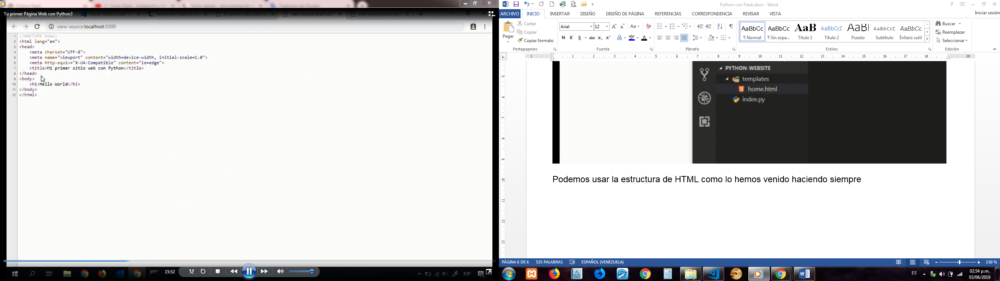 Tu primer Página Web con Python3
Visual Studio Code - C
Welcome | Flask (A Py
Mi primer sitio web co
view-source:localhost:
view-source:localhost:
view-source:localhost:5000
1 <!DOCTYPE html>
2 <html lang="en">
3 <head>
4 <meta charset="UTF-8">
5 <meta name="viewport" content="width=device-width, initial-scale=1.0">
6 <meta http-equiv="X-UA-Compatible" content="ie=edge">
7 <title>Mi primer sitio web con Python</title>
8 </head>
9 <body>
10 <h1>Hello World</h1>
11 </body>
12 </html>
15:52
ESP
Python con Flask.docx - Word
ARCHIVO INICIO INSERTAR DISEÑO DISEÑO DE PÁGINA REFERENCIAS CORRESPONDENCIA REVISAR VISTA Iniciar sesión
Pegar
Cortar
Copiar
Copiar formato
Portapapeles
Arial 12
N K S abc x₂ x²
Fuente
Párrafo
AaBbCc AaBbCc AaB AaBbCcD AaB AaBbCcD AaBbCc
¶ Normal ¶ Sin espa... Título 1 Título 2 Puesto Subtítulo Énfasis sutil
Estilos
Buscar
Reemplazar
Seleccionar
Edición
1 1 2 3 4 5 6 7 8 9 10 11 12 13 14 15 16 17 18 20
5
6
7
8
9
10
11
12
13
PYTHON-WEBSITE
templates
home.html
index.py
Podemos usar la estructura de HTML como lo hemos venido haciendo siempre
PÁGINA 6 DE 6 535 PALABRAS ESPAÑOL (VENEZUELA) 150 %
2011
ES
02:54 p.m.
03/06/2019